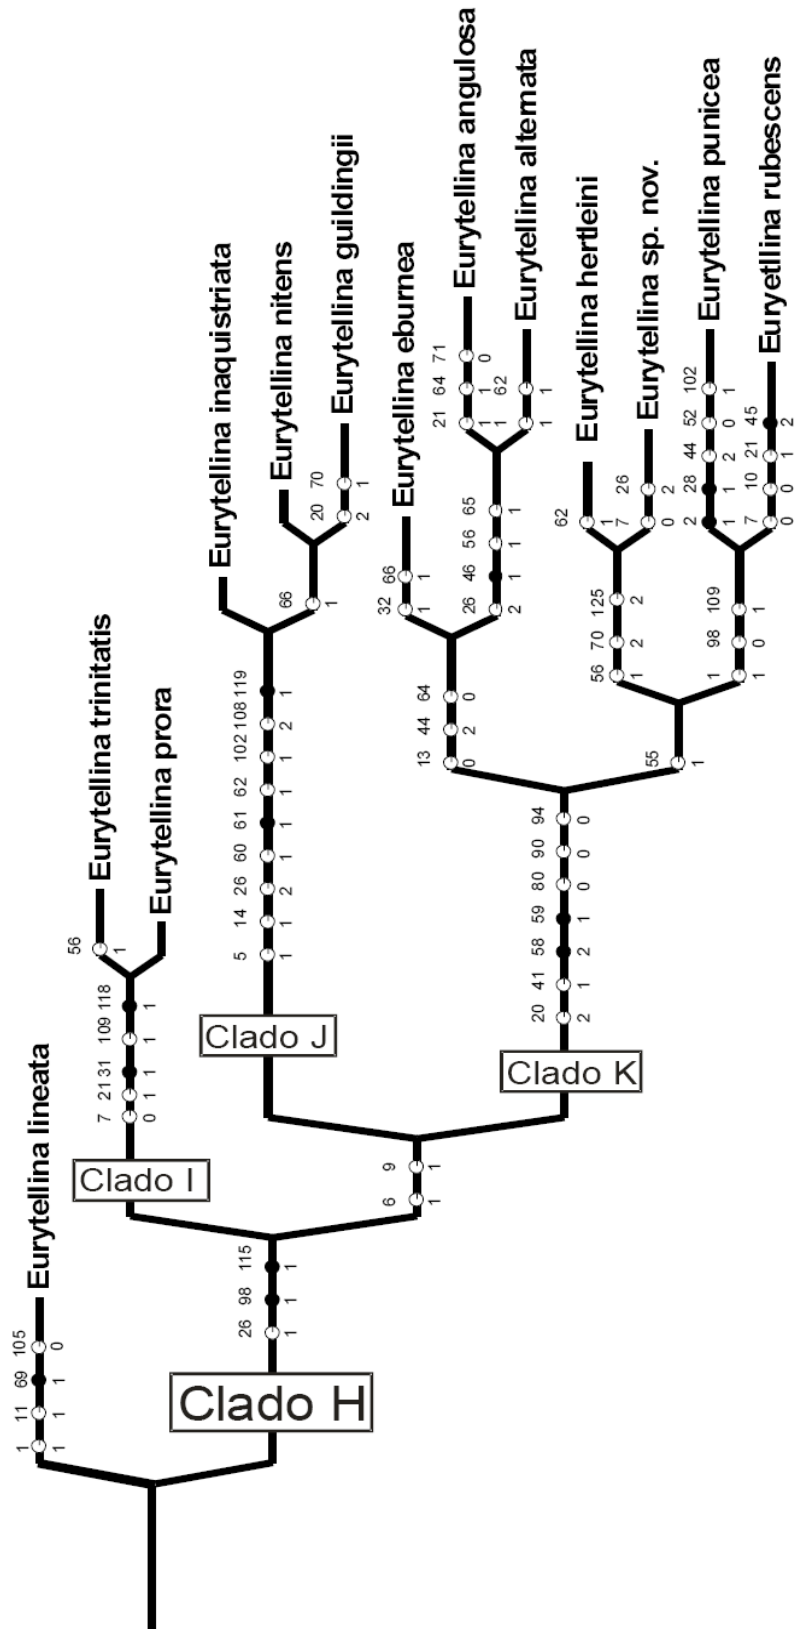 1 11 69 105
Eurytellina lineata
1 1 1 0
Clado H
26 98 115
1 1 1
Clado I
7 21 31 109 118
0 1 1 1 1
56
Eurytellina trinitatis
1
Eurytellina prora
6 9
1 1
Clado J
5 14 26 60 61 62 102 108 119
1 1 2 1 1 1 1 2 1
Eurytellina inaquistriata
66
1
Eurytellina nitens
20 70
Eurytellina guildingii
2 1
Clado K
20 41 58 59 80 90 94
2 1 2 1 0 0 0
13 44 64
0 2 0
32 66
Eurytellina eburnea
1 1
26 46 56 65
2 1 1 1
21 64 71
Eurytellina angulosa
1 1 0
1 62
Eurytellina alternata
1 1
55
1
56 70 125
1 2 2
62
Eurytellina hertleini
1
7 26
Eurytellina sp. nov.
0 2
1 98 109
1 0 1
2 28 44 52 102
Eurytellina punicea
1 1 2 0 1
7 10 21 45
Euryetllina rubescens
0 0 1 2